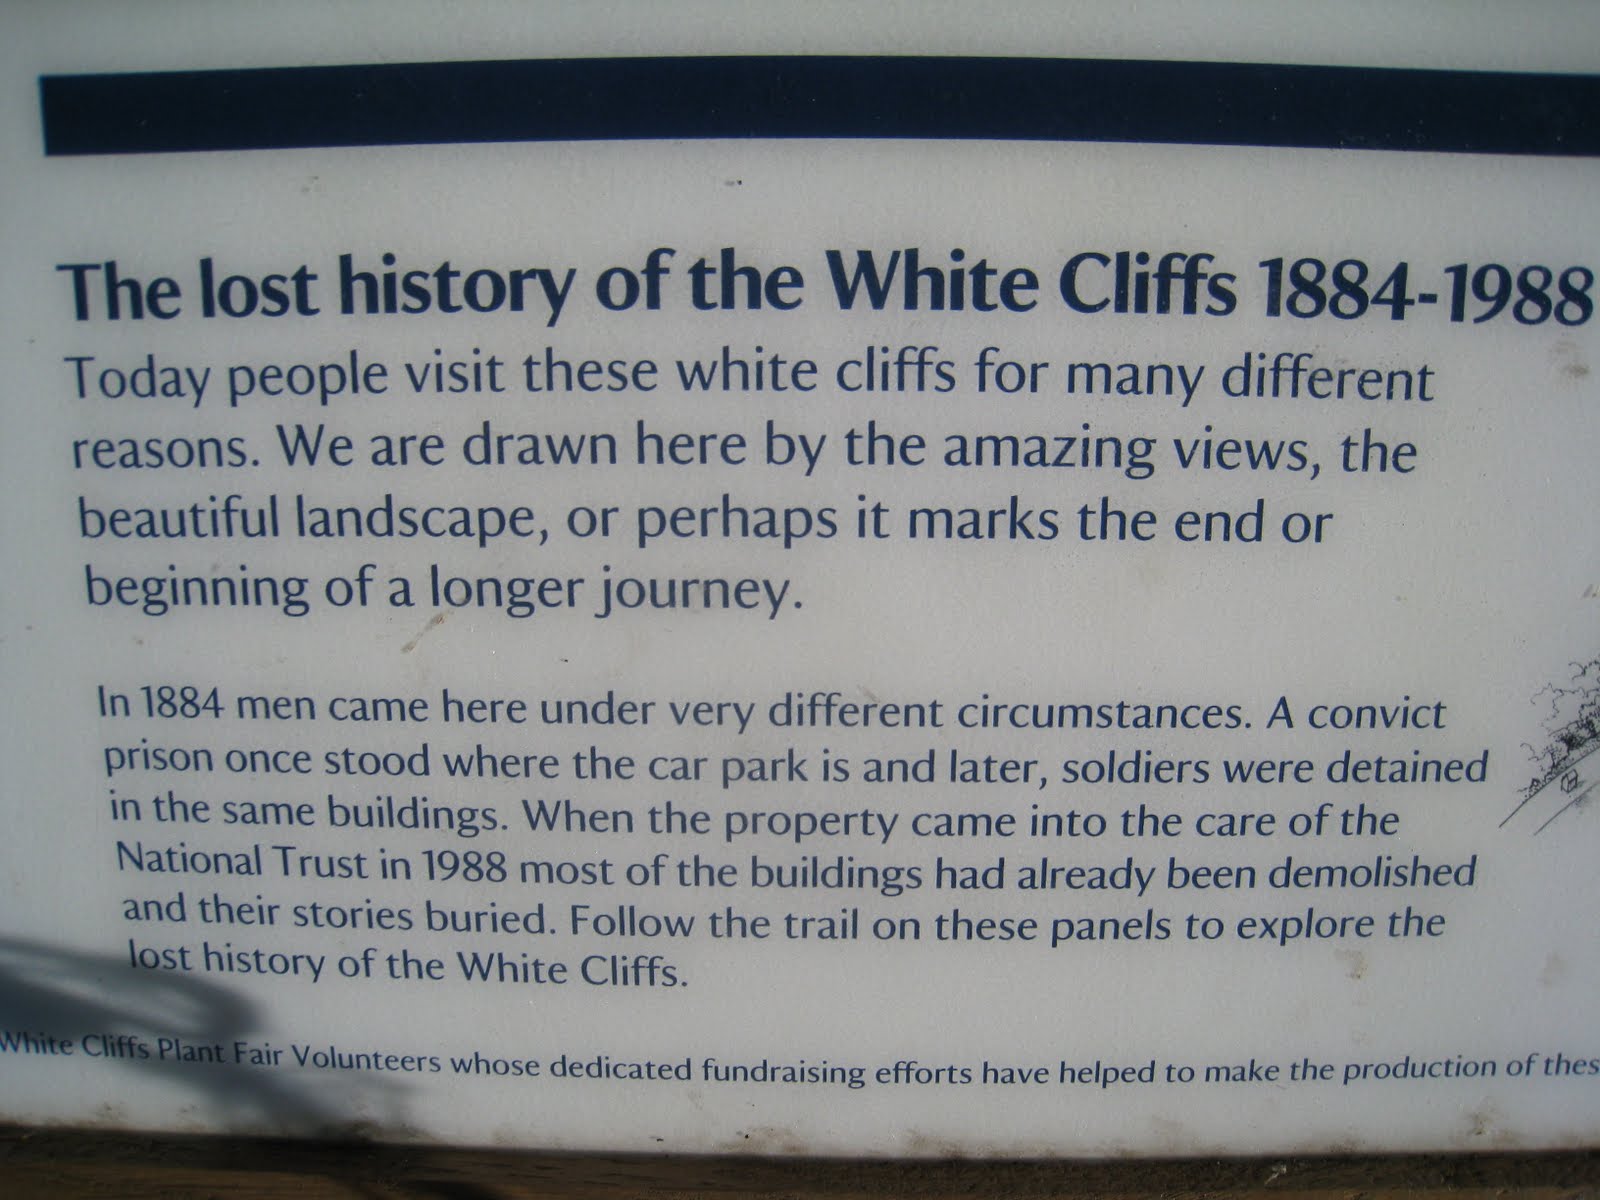 The lost history of the White Cliffs 1884-1988
Today people visit these white cliffs for many different
reasons. We are drawn here by the amazing views, the
beautiful landscape, or perhaps it marks the end or
beginning of a longer journey.
In 1884 men came here under very different circumstances. A convict
prison once stood where the car park is and later, soldiers were detained
in the same buildings. When the property came into the care of the
National Trust in 1988 most of the buildings had already been demolished
and their stories buried. Follow the trail on these panels to explore the
lost history of the White Cliffs.
White Cliffs Plant Fair Volunteers whose dedicated fundraising efforts have helped to make the production of thes